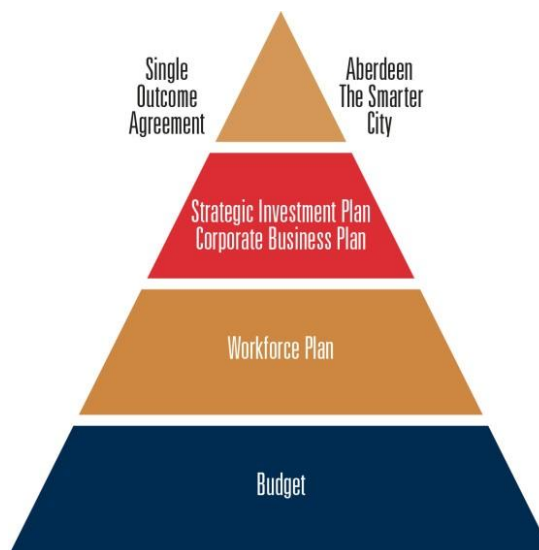 Single
Outcome
Agreement
Aberdeen
The Smarter
City
Strategic Investment Plan
Corporate Business Plan
Workforce Plan
Budget